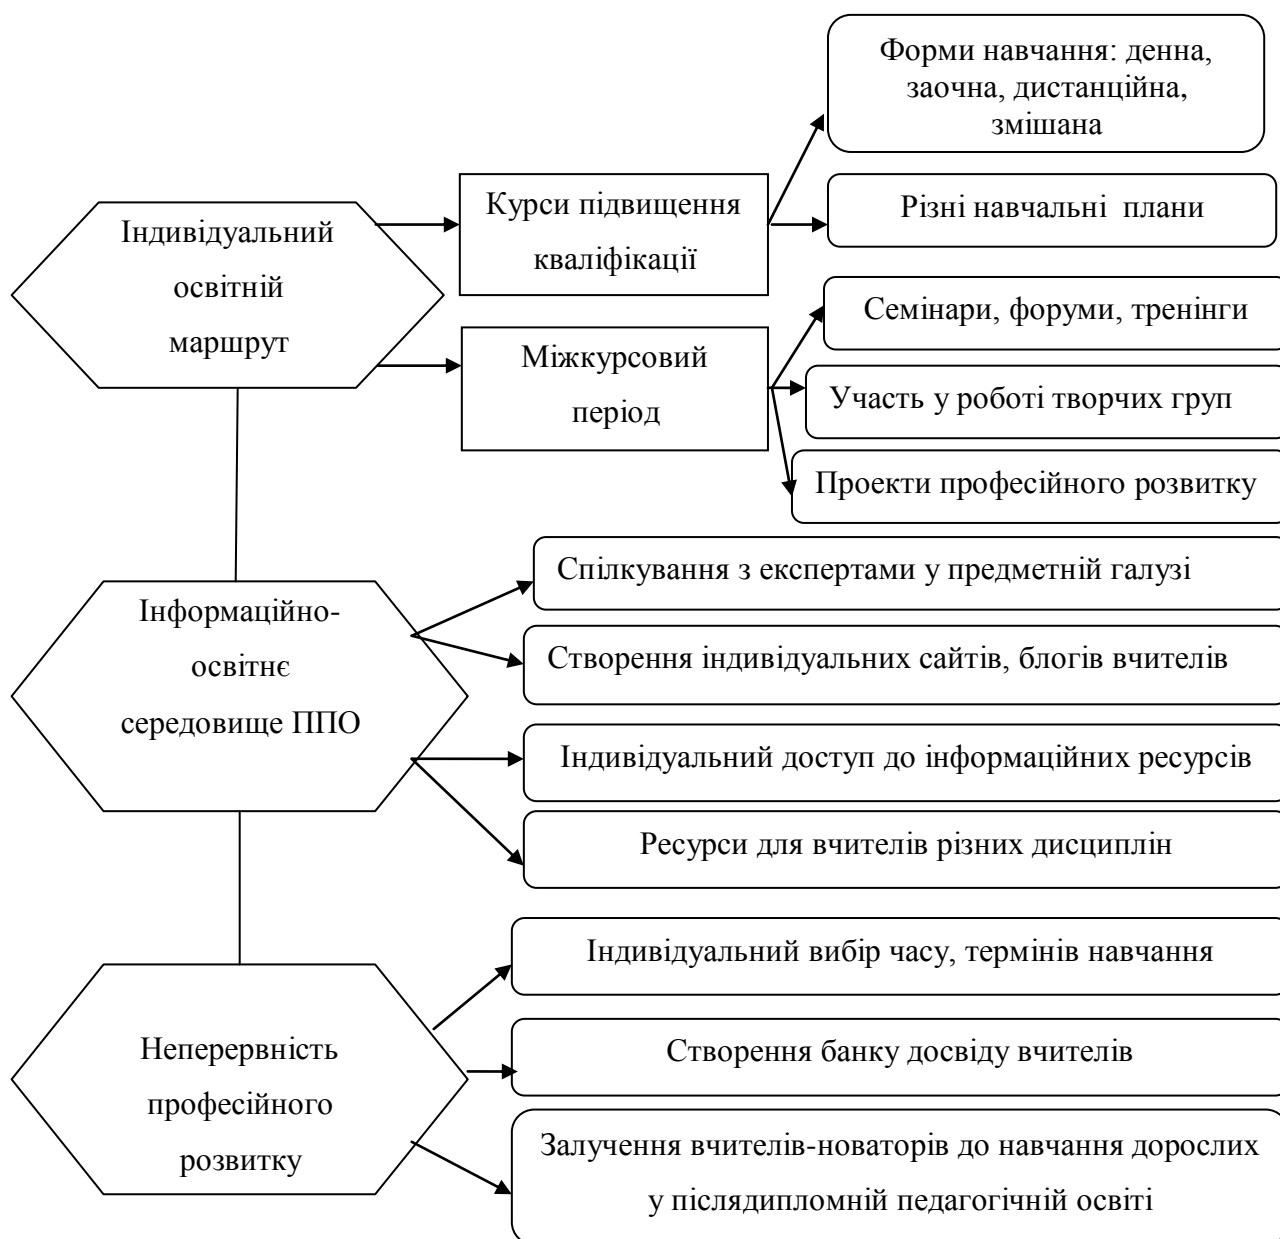 Форми навчання: денна,
заочна, дистанційна,
змішана
Курси підвищення
кваліфікації
Різні навчальні плани
Індивідуальний
освітній
маршрут
Семінари, форуми, тренінги
Міжкурсовий
період
Участь у роботі творчих груп
Проекти професійного розвитку
Спілкування з експертами у предметній галузі
Інформаційно-
освітнє
середовище ППО
Створення індивідуальних сайтів, блогів вчителів
Індивідуальний доступ до інформаційних ресурсів
Ресурси для вчителів різних дисциплін
Індивідуальний вибір часу, термінів навчання
Неперервність
професійного
розвитку
Створення банку досвіду вчителів
Залучення вчителів-новаторів до навчання дорослих
у післядипломній педагогічній освіті